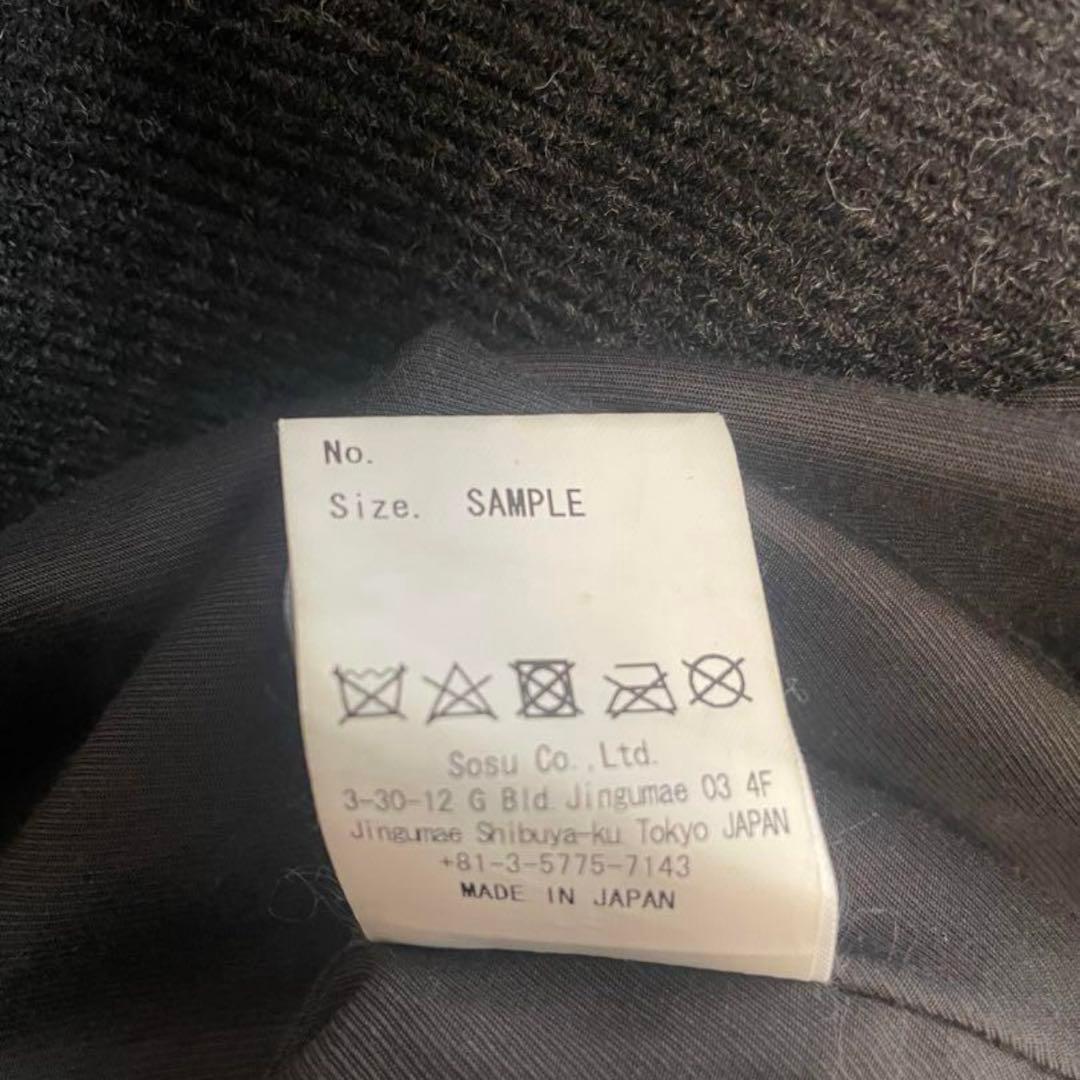 No.
Size. SAMPLE
Sosu Co.,Ltd.
3-30-12 G Bld Jingumae 03 4F
Jingumae Shibuya-ku Tokyo JAPAN
+81-3-5775-7143
MADE IN JAPAN